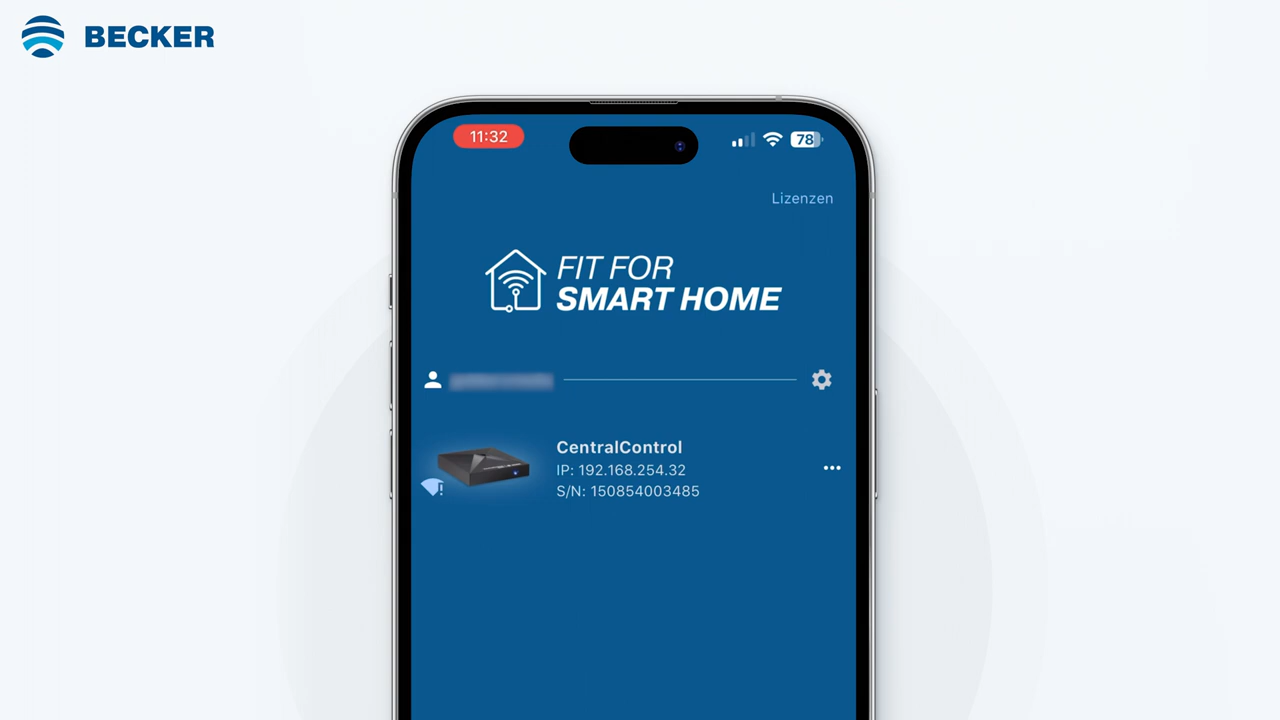 BECKER
11:32
78
Lizenzen
FIT FOR
SMART HOME
CentralControl
IP: 192.168.254.32
S/N: 150854003485